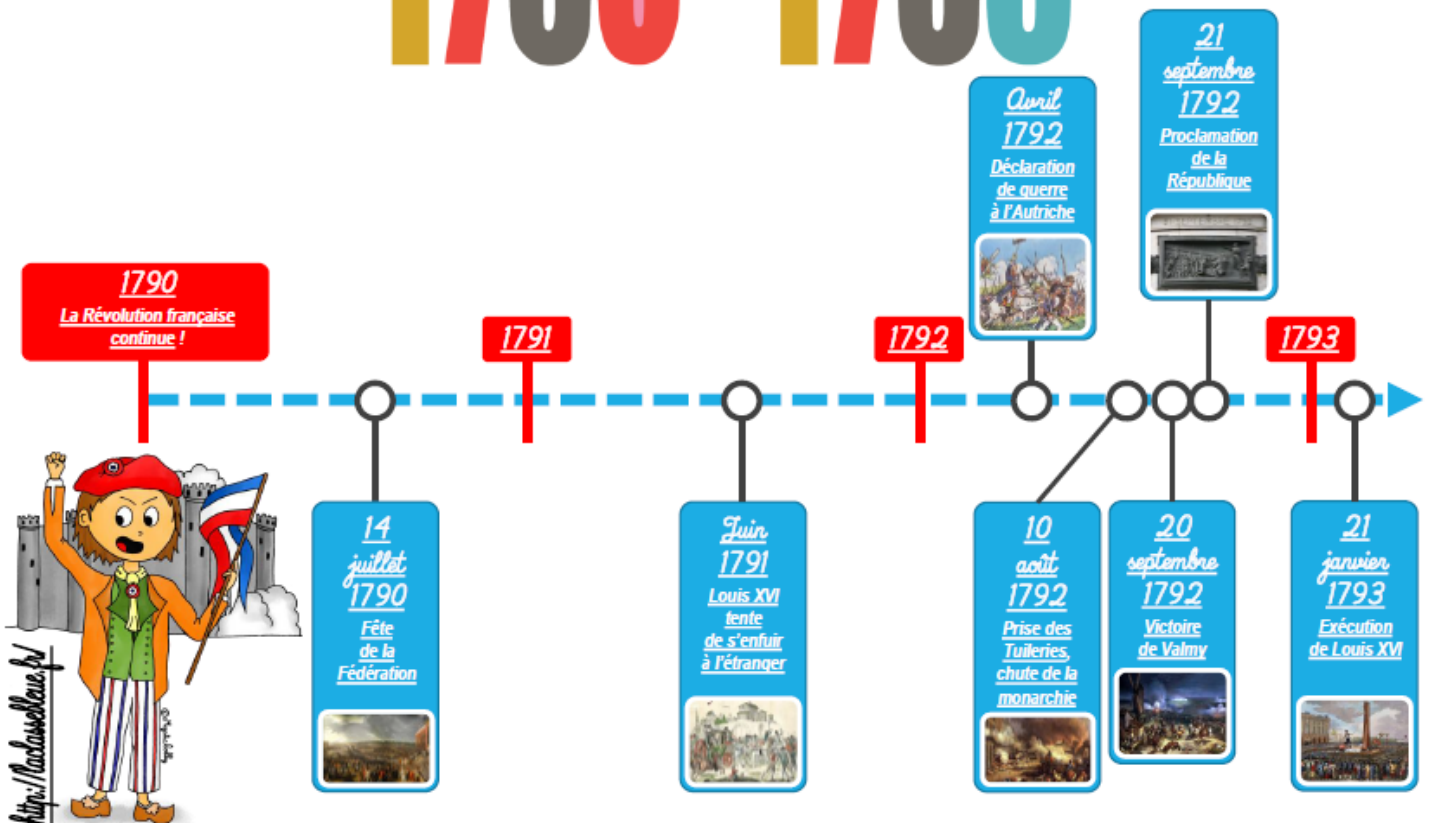 1790
La Révolution française
continue !
14
juillet
1790
Fête
de la
Fédération
1791
Juin
1791
Louis XVI
tente
de s'enfuir
à l'étranger
1792
Avril
1792
Déclaration
de guerre
à l'Autriche
10
août
1792
Prise des
Tuileries,
chute de la
monarchie
20
septembre
1792
Victoire
de Valmy
21
septembre
1792
Proclamation
de la
République
1793
21
janvier
1793
Exécution
de Louis XVI
http://laclassebleue.fr/